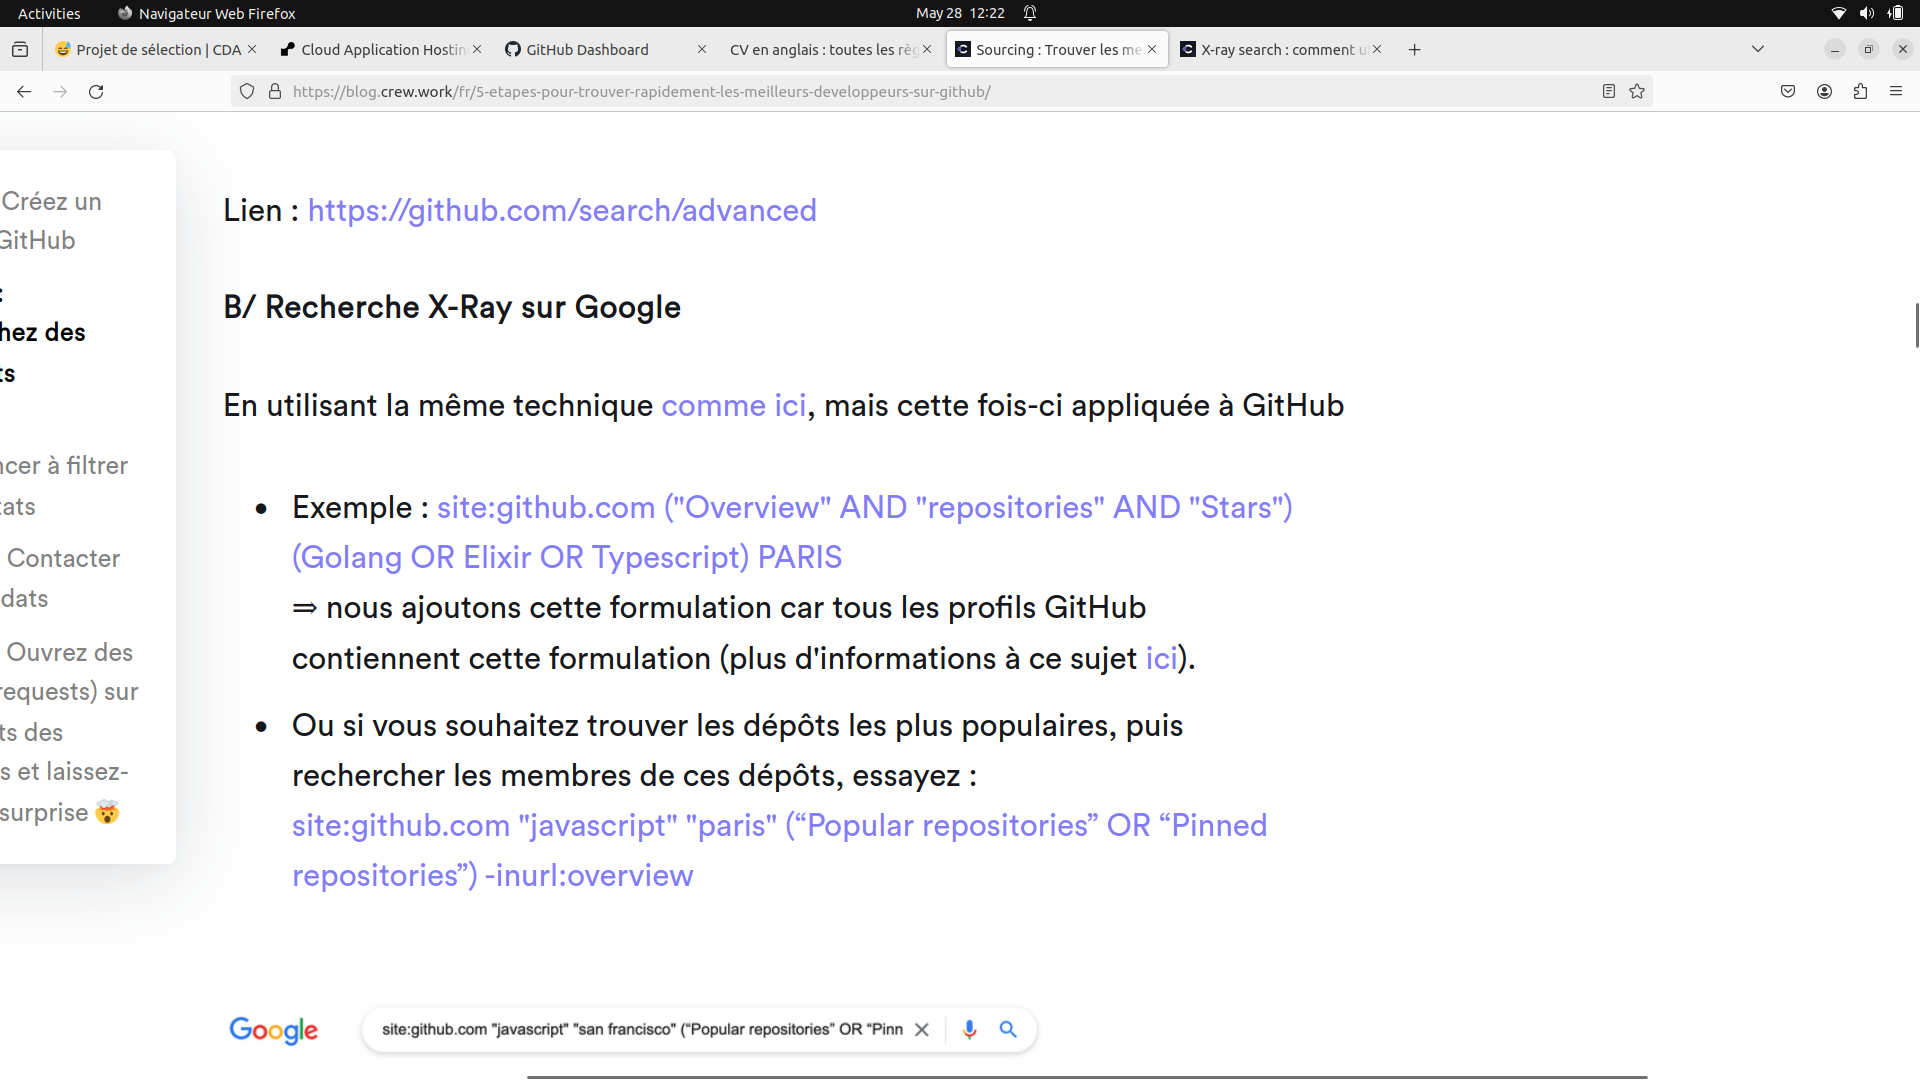 Activities
Navigateur Web Firefox
May 28 12:22
Projet de sélection | CDA
Cloud Application Hostin
GitHub Dashboard
CV en anglais : toutes les règ
Sourcing : Trouver les me
X-ray search : comment u
https://blog.crew.work/fr/5-etapes-pour-trouver-rapidement-les-meilleurs-developpeurs-sur-github/
Créez un
GitHub
:
hez des
ts
ncer à filtrer
tats
Contacter
dats
Ouvrez des
requests) sur
ts des
s et laissez-
surprise 🤯
Lien : https://github.com/search/advanced
B/ Recherche X-Ray sur Google
En utilisant la même technique comme ici, mais cette fois-ci appliquée à GitHub
• Exemple : site:github.com ("Overview" AND "repositories" AND "Stars")
(Golang OR Elixir OR Typescript) PARIS
⇒ nous ajoutons cette formulation car tous les profils GitHub
contiennent cette formulation (plus d'informations à ce sujet ici).
• Ou si vous souhaitez trouver les dépôts les plus populaires, puis
rechercher les membres de ces dépôts, essayez :
site:github.com "javascript" "paris" (“Popular repositories” OR “Pinned
repositories”) -inurl:overview
Google
site:github.com "javascript" "san francisco" (“Popular repositories” OR “Pinn